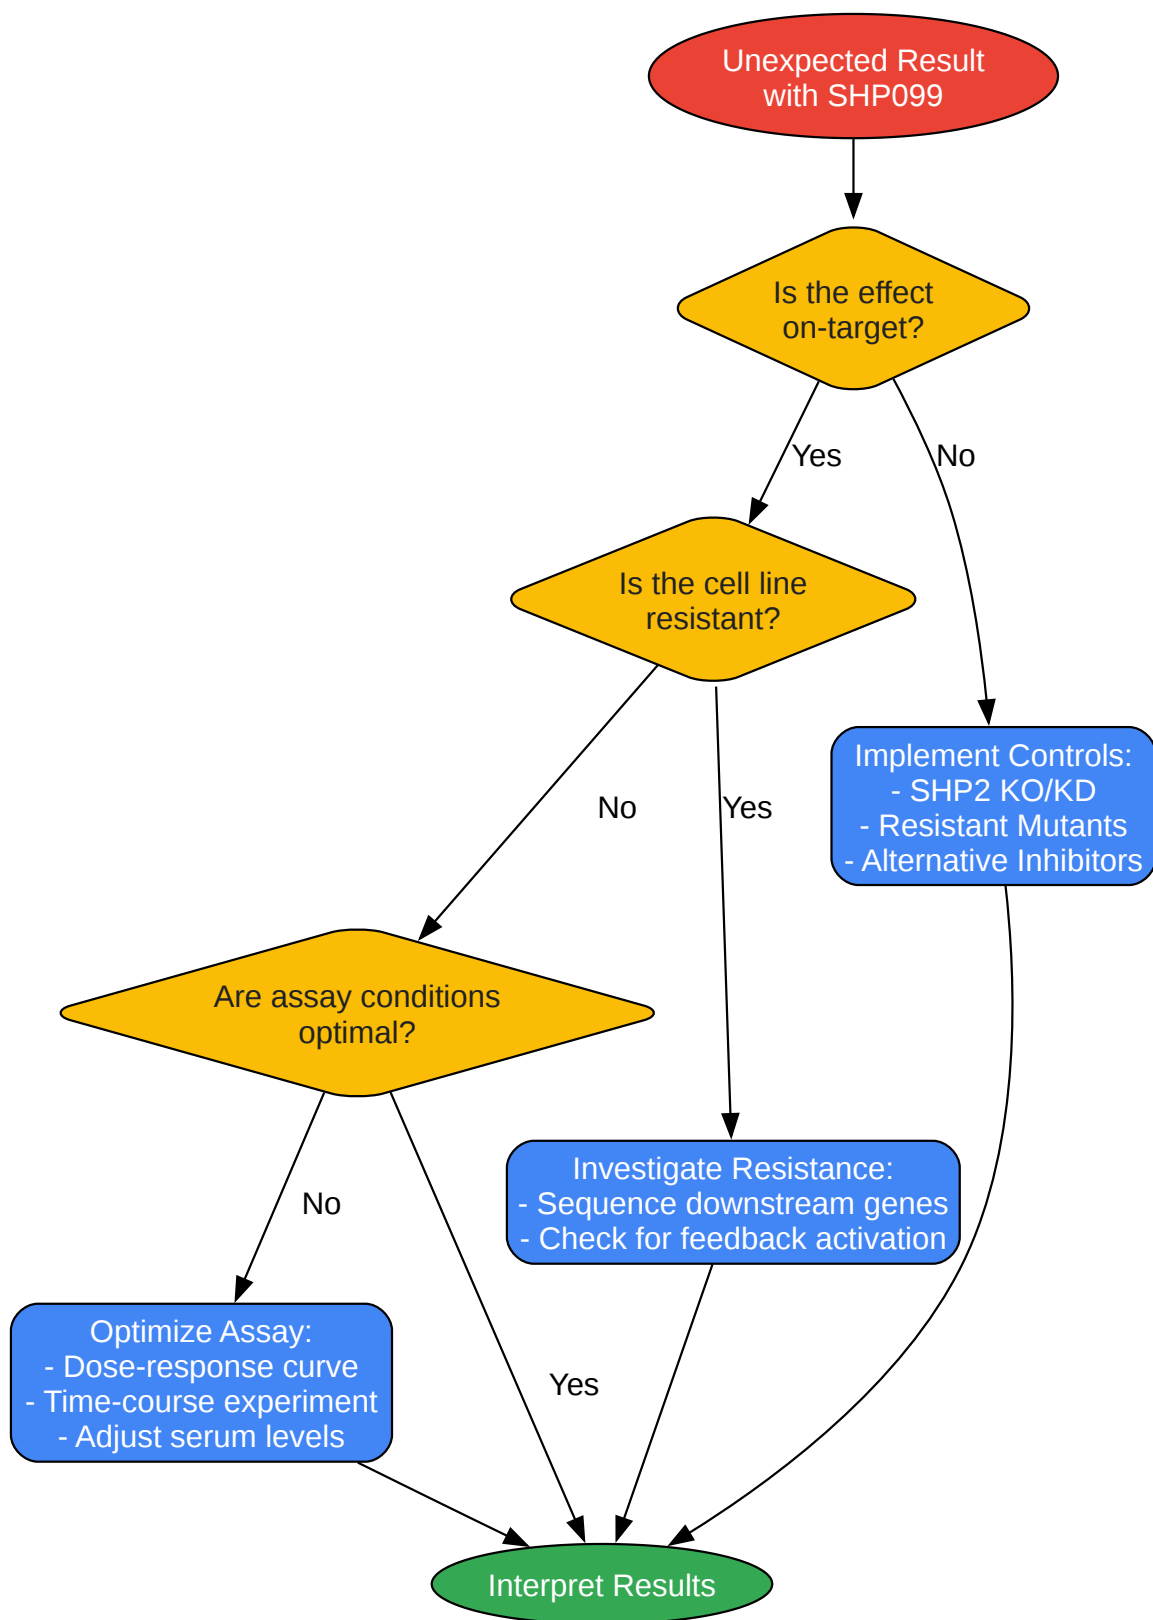 Unexpected Result
with SHP099
Is the effect
on-target?
Yes
No
Is the cell line
resistant?
Implement Controls:
- SHP2 KO/KD
- Resistant Mutants
- Alternative Inhibitors
No
Yes
Are assay conditions
optimal?
Investigate Resistance:
- Sequence downstream genes
- Check for feedback activation
No
Optimize Assay:
- Dose-response curve
- Time-course experiment
- Adjust serum levels
Yes
Interpret Results